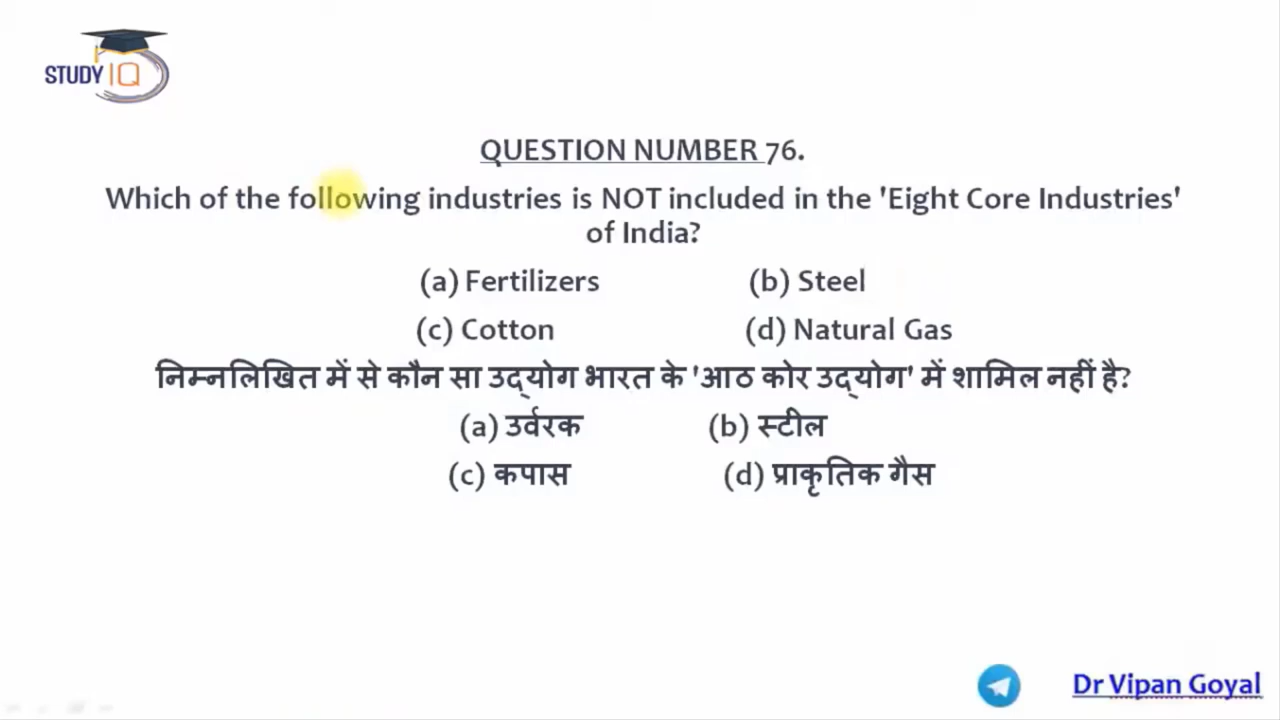 STUDY IQ
QUESTION NUMBER 76.
Which of the following industries is NOT included in the 'Eight Core Industries'
of India?
(a) Fertilizers (b) Steel
(c) Cotton (d) Natural Gas
निम्नलिखित में से कौन सा उद्योग भारत के 'आठ कोर उद्योग' में शामिल नहीं है?
(a) उर्वरक (b) स्टील
(c) कपास (d) प्राकृतिक गैस
Dr Vipan Goyal